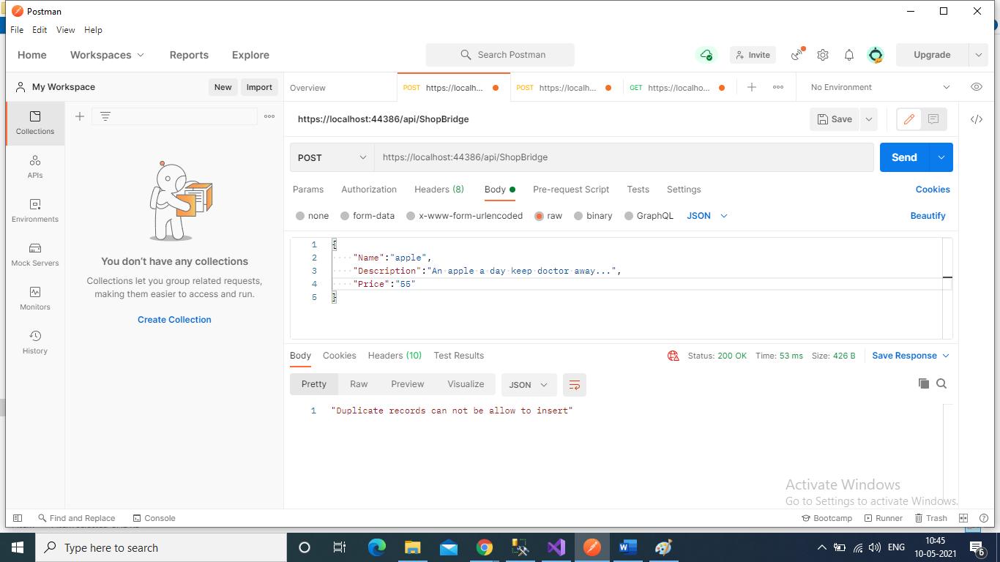 Postman
File Edit View Help
Home Workspaces Reports Explore Search Postman Invite Upgrade
My Workspace New Import Overview POST https://localh... POST https://localh... GET https://localho... No Environment
https://localhost:44386/api/ShopBridge Save
POST https://localhost:44386/api/ShopBridge Send
Params Authorization Headers (8) Body Pre-request Script Tests Settings Cookies
none form-data x-www-form-urlencoded raw binary GraphQL JSON Beautify
1 {
2 "Name":"apple",
3 "Description":"An apple a day keep doctor away...",
4 "Price":"55"
5 }
Collections
APIs
Environments
Mock Servers
Monitors
History
You don't have any collections
Collections let you group related requests,
making them easier to access and run.
Create Collection
Body Cookies Headers (10) Test Results Status: 200 OK Time: 53 ms Size: 426 B Save Response
Pretty Raw Preview Visualize JSON
1 "Duplicate records can not be allow to insert"
Activate Windows
Go to Settings to activate Windows.
Find and Replace Console Bootcamp Runner Trash
Type here to search ENG 10:45
10-05-2021 6